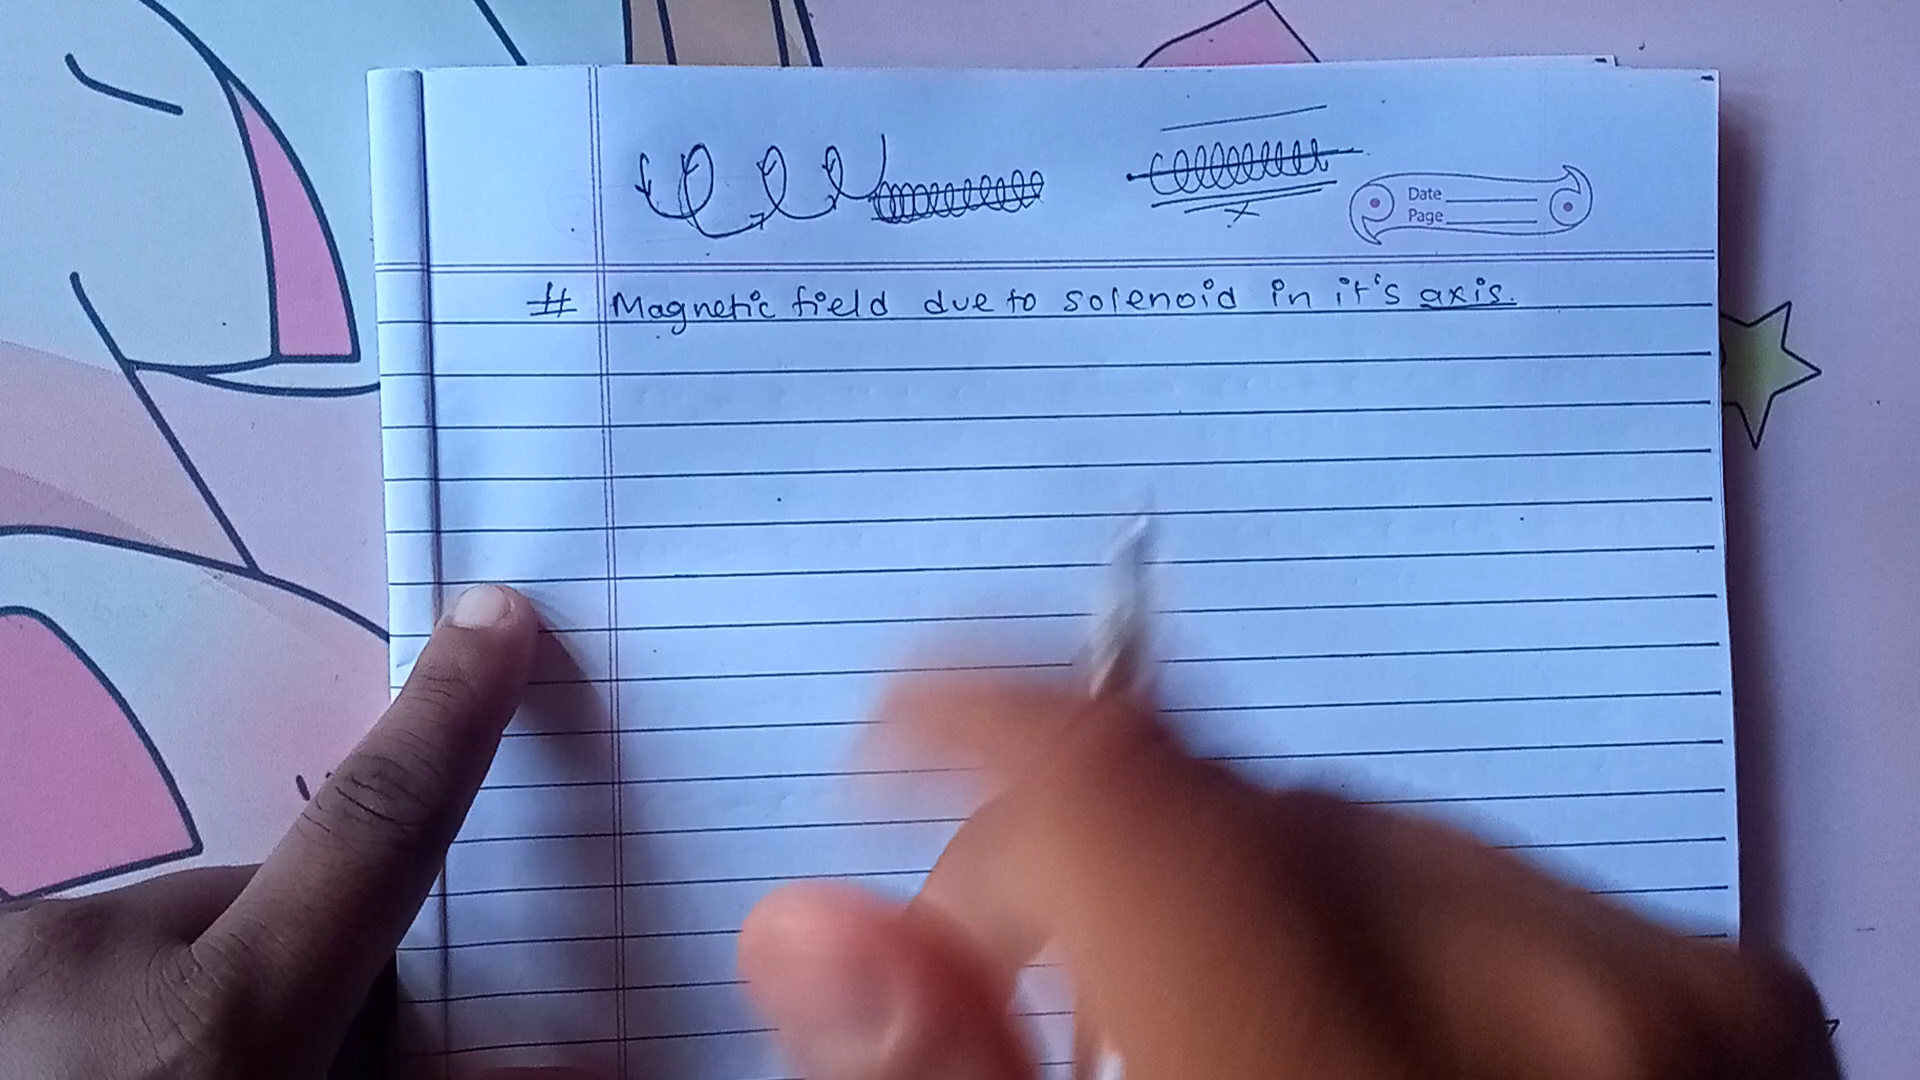 Date
Page
# Magnetic field due to solenoid in it's axis.